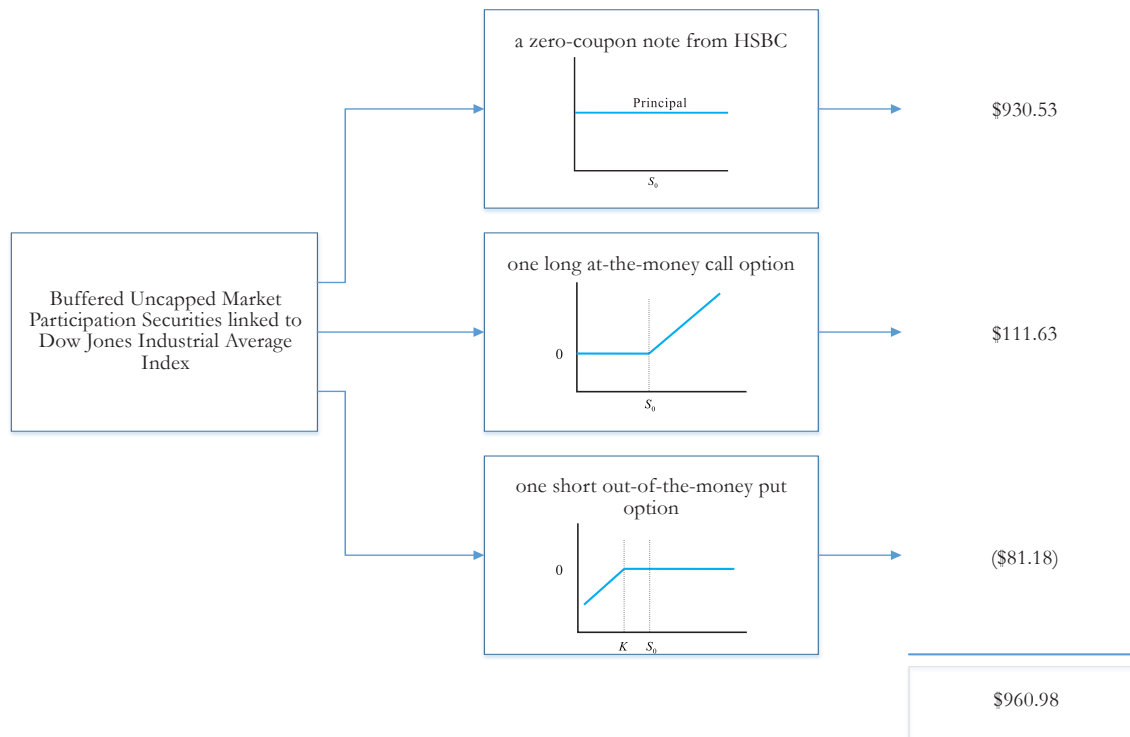 a zero-coupon note from HSBC
Principal
S₀
$930.53
Buffered Uncapped Market
Participation Securities linked to
Dow Jones Industrial Average
Index
one long at-the-money call option
0
S₀
$111.63
one short out-of-the-money put
option
0
K S₀
($81.18)
$960.98